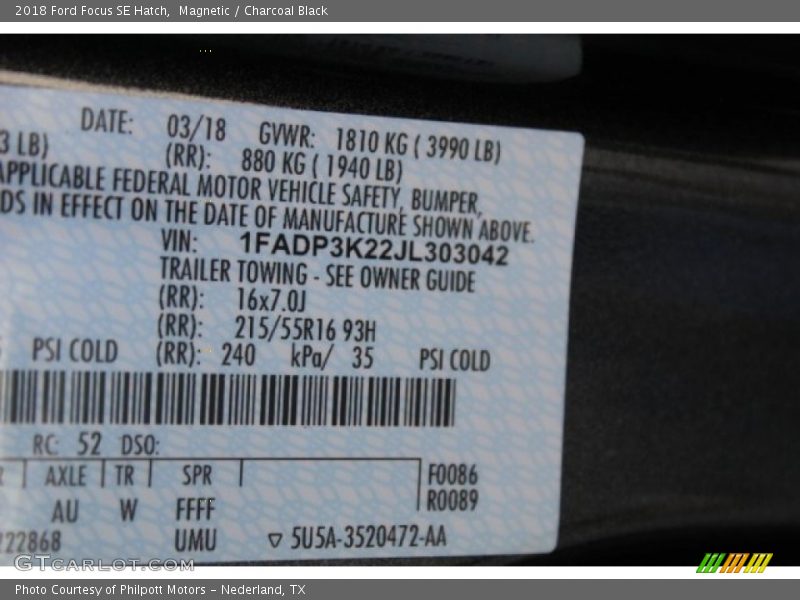 2018 Ford Focus SE Hatch, Magnetic / Charcoal Black
DATE: 03/18 GVWR: 1810 KG ( 3990 LB)
3 LB) (RR): 880 KG ( 1940 LB)
APPLICABLE FEDERAL MOTOR VEHICLE SAFETY, BUMPER,
DS IN EFFECT ON THE DATE OF MANUFACTURE SHOWN ABOVE.
VIN: 1FADP3K22JL303042
TRAILER TOWING - SEE OWNER GUIDE
(RR): 16x7.0J
(RR): 215/55R16 93H
PSI COLD (RR): 240 kPa/ 35 PSI COLD
RC: 52 DSO:
AXLE TR SPR F0086
AU W FFFF R0089
22868 UMU ▽ 5U5A-3520472-AA
GTcarlot.com
Photo Courtesy of Philpott Motors - Nederland, TX